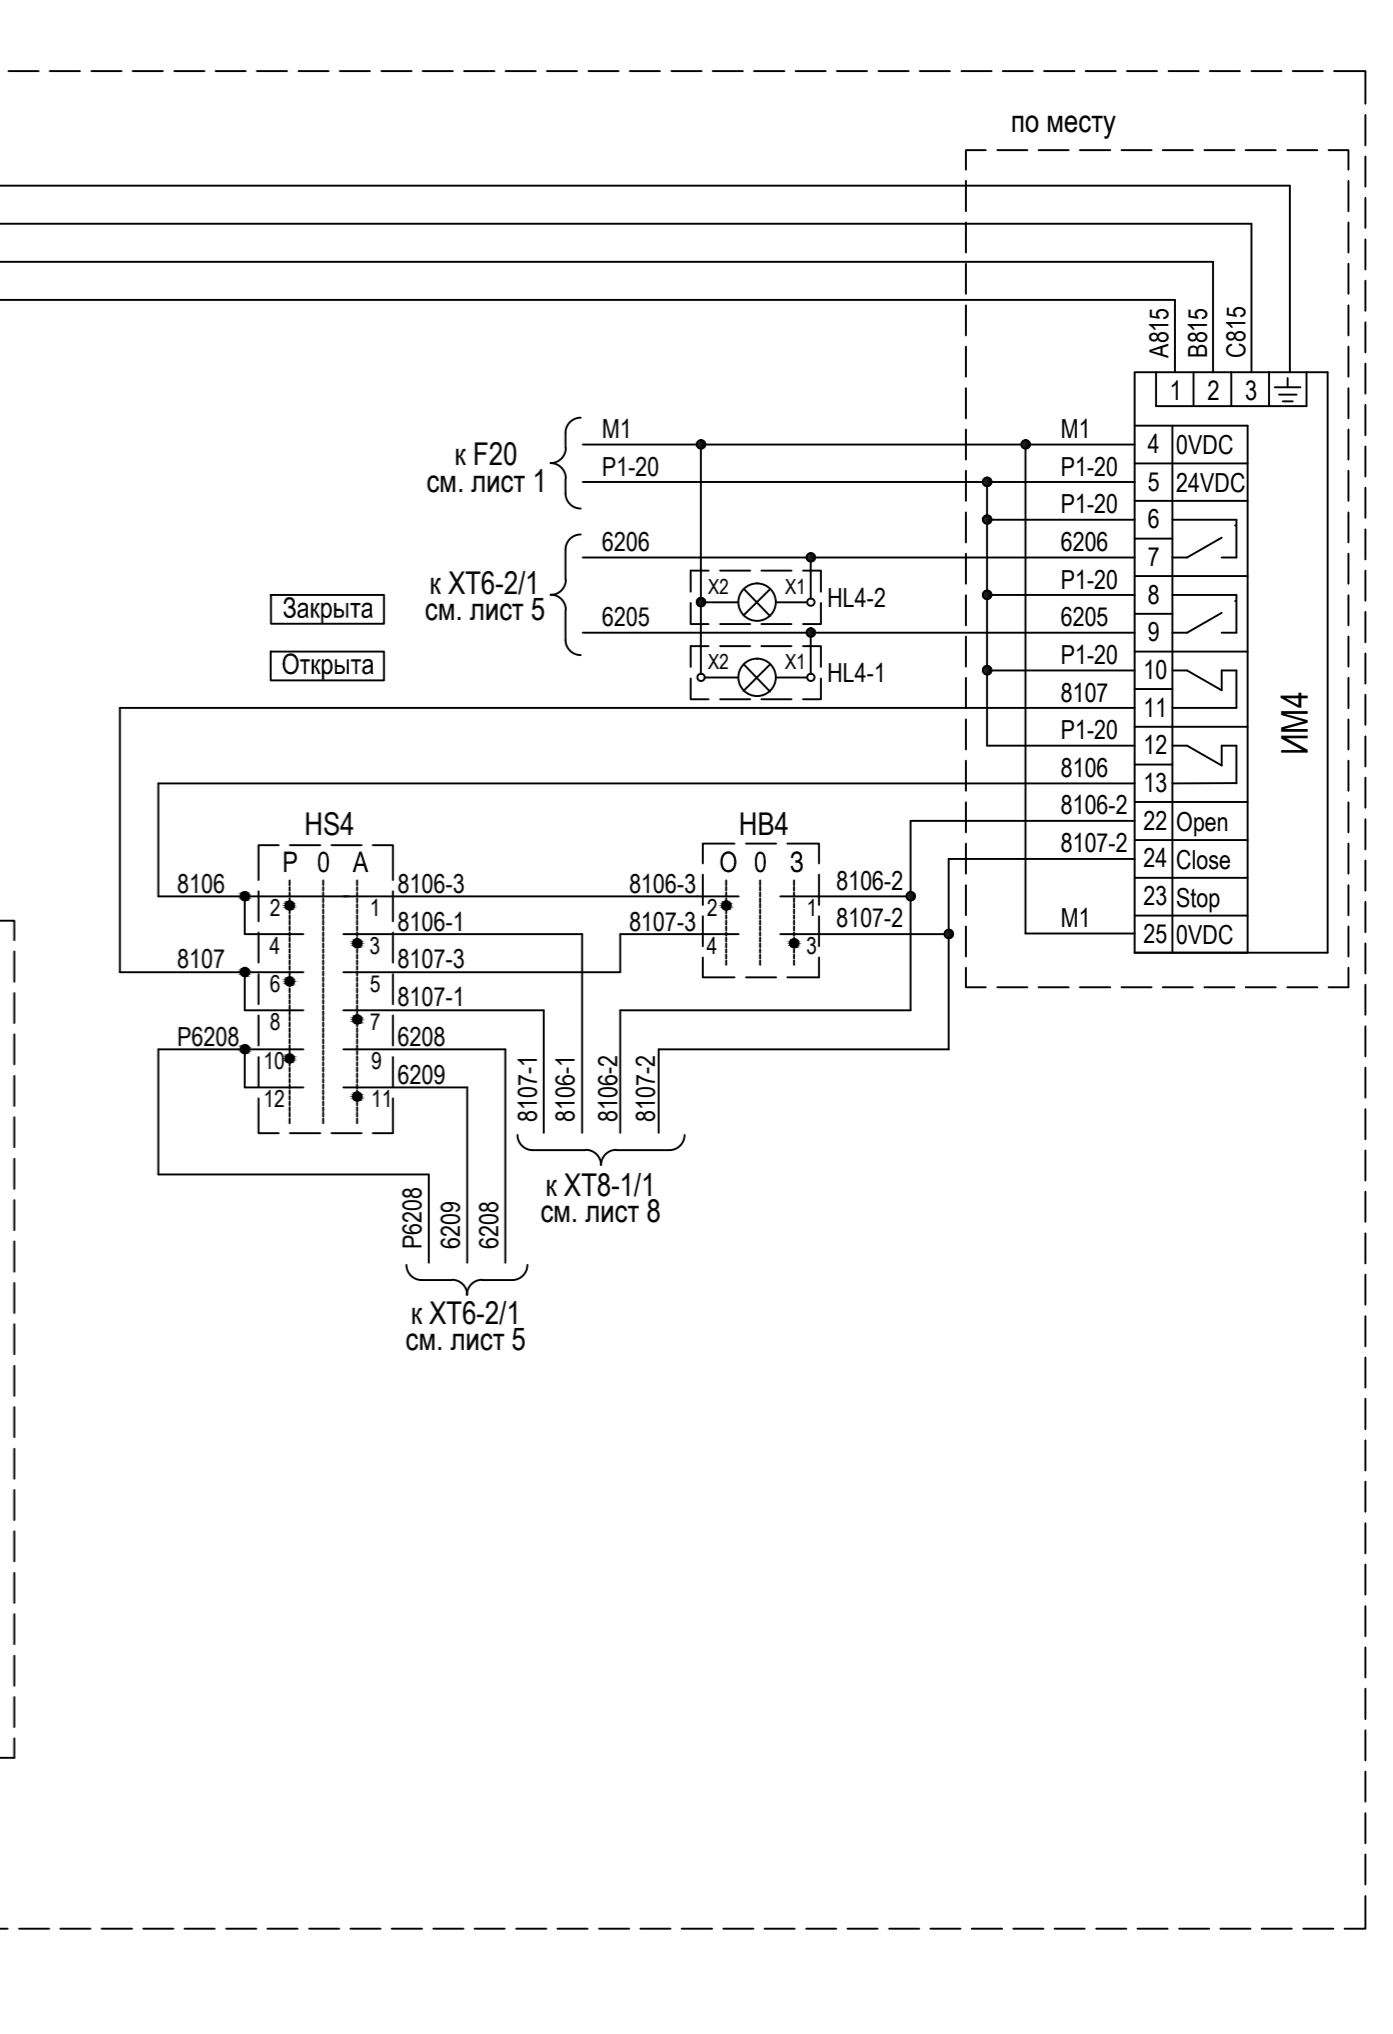 по месту
A815
B815
C815
1 2 3
к F20
см. лист 1
M1
M1
4 0VDC
P1-20
P1-20
5 24VDC
P1-20
6
к XT6-2/1
см. лист 5
6206
6206
7
X2 X1 HL4-2
P1-20
8
Закрыта
6205
6205
9
X2 X1 HL4-1
P1-20
10
Открыта
8107
11
P1-20
12
8106
13
ИМ4
8106-2
22 Open
8107-2
24 Close
23 Stop
M1
25 0VDC
HS4
P 0 A
8106
2
1
8106-3
4
3
8106-1
8107
6
5
8107-3
8
7
8107-1
P6208
10
9
6208
12
11
6209
HB4
О 0 З
8106-3
2
1
8106-2
8107-3
4
3
8107-2
8107-1
8106-1
8106-2
8107-2
к XT8-1/1
см. лист 8
P6208
6209
6208
к XT6-2/1
см. лист 5